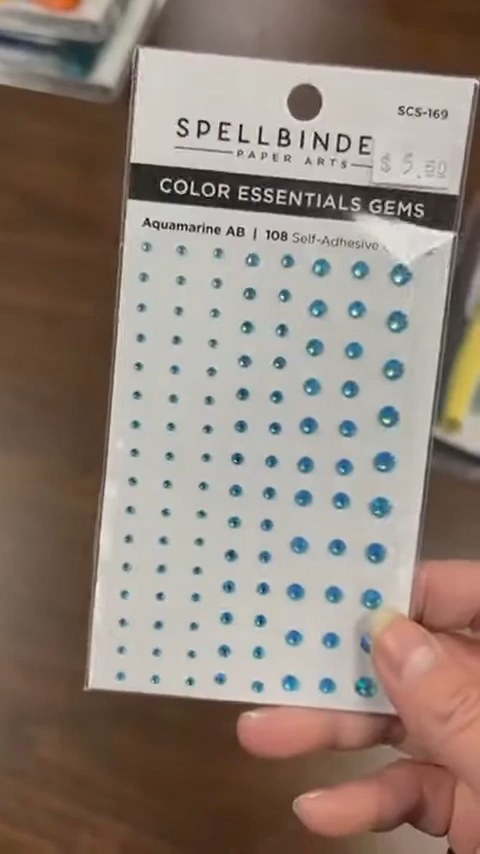 SCS-169
SPELLBINDE
PAPER ARTS
$ 5.50
COLOR ESSENTIALS GEMS
Aquamarine AB | 108 Self-Adhesive